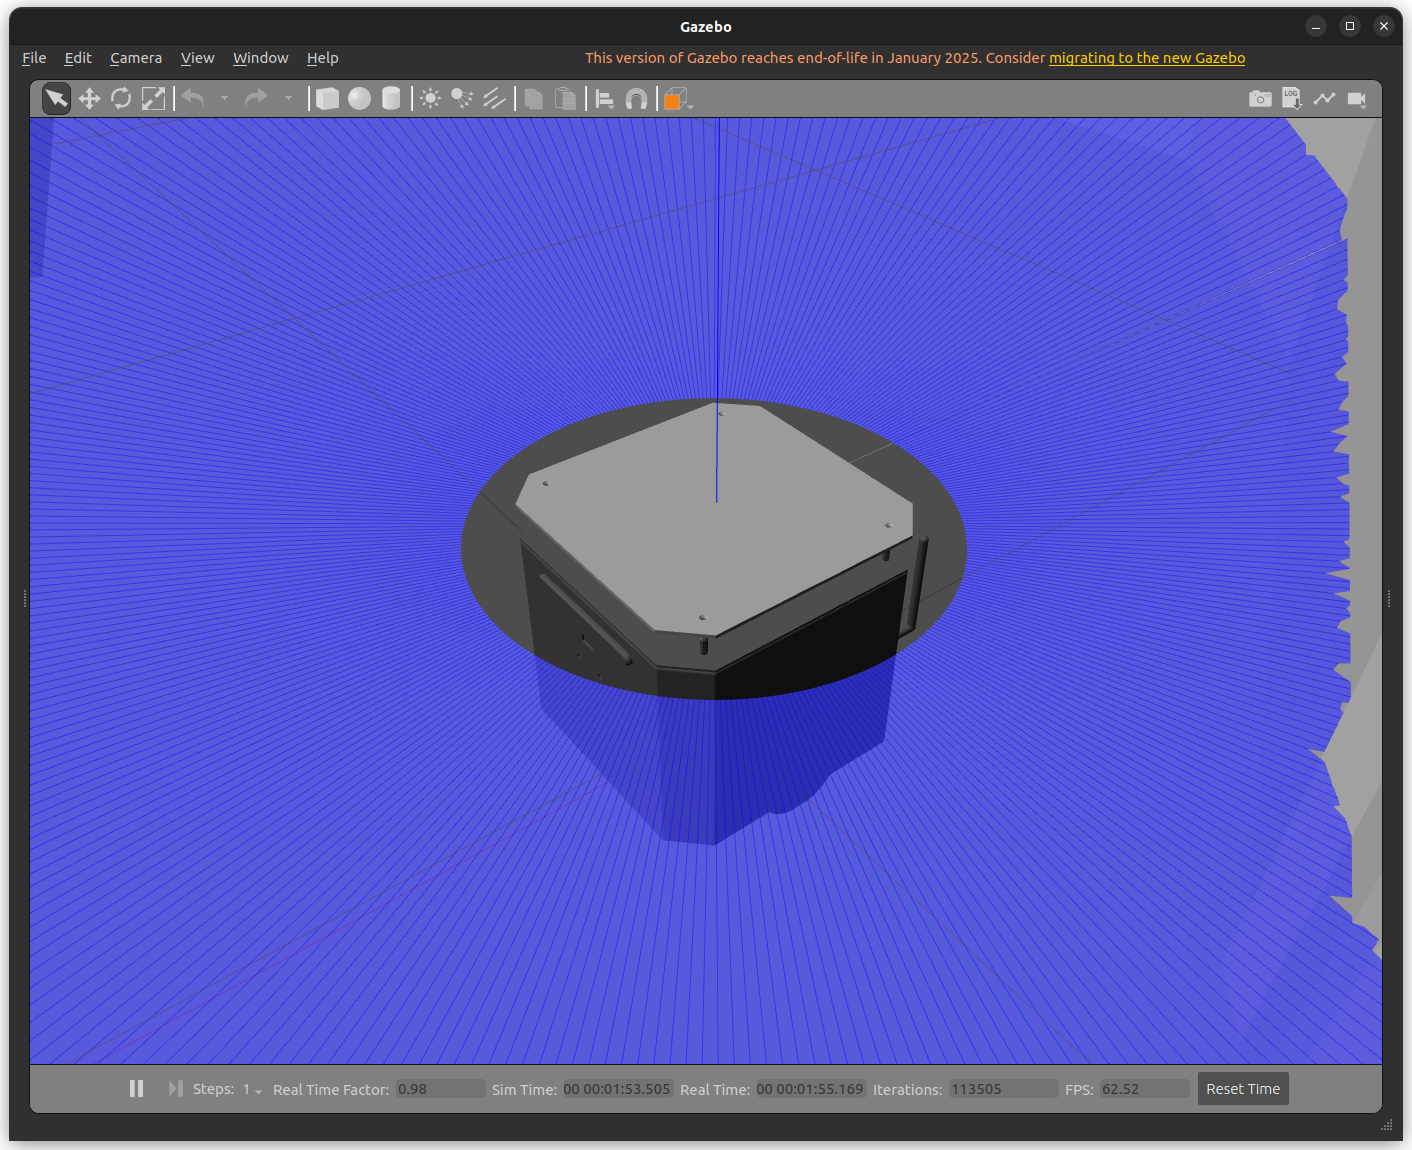 Gazebo
File Edit Camera View Window Help This version of Gazebo reaches end-of-life in January 2025. Consider migrating to the new Gazebo
LOG
Steps: 1 Real Time Factor: 0.98 Sim Time: 00 00:01:53.505 Real Time: 00 00:01:55.169 Iterations: 113505 FPS: 62.52 Reset Time